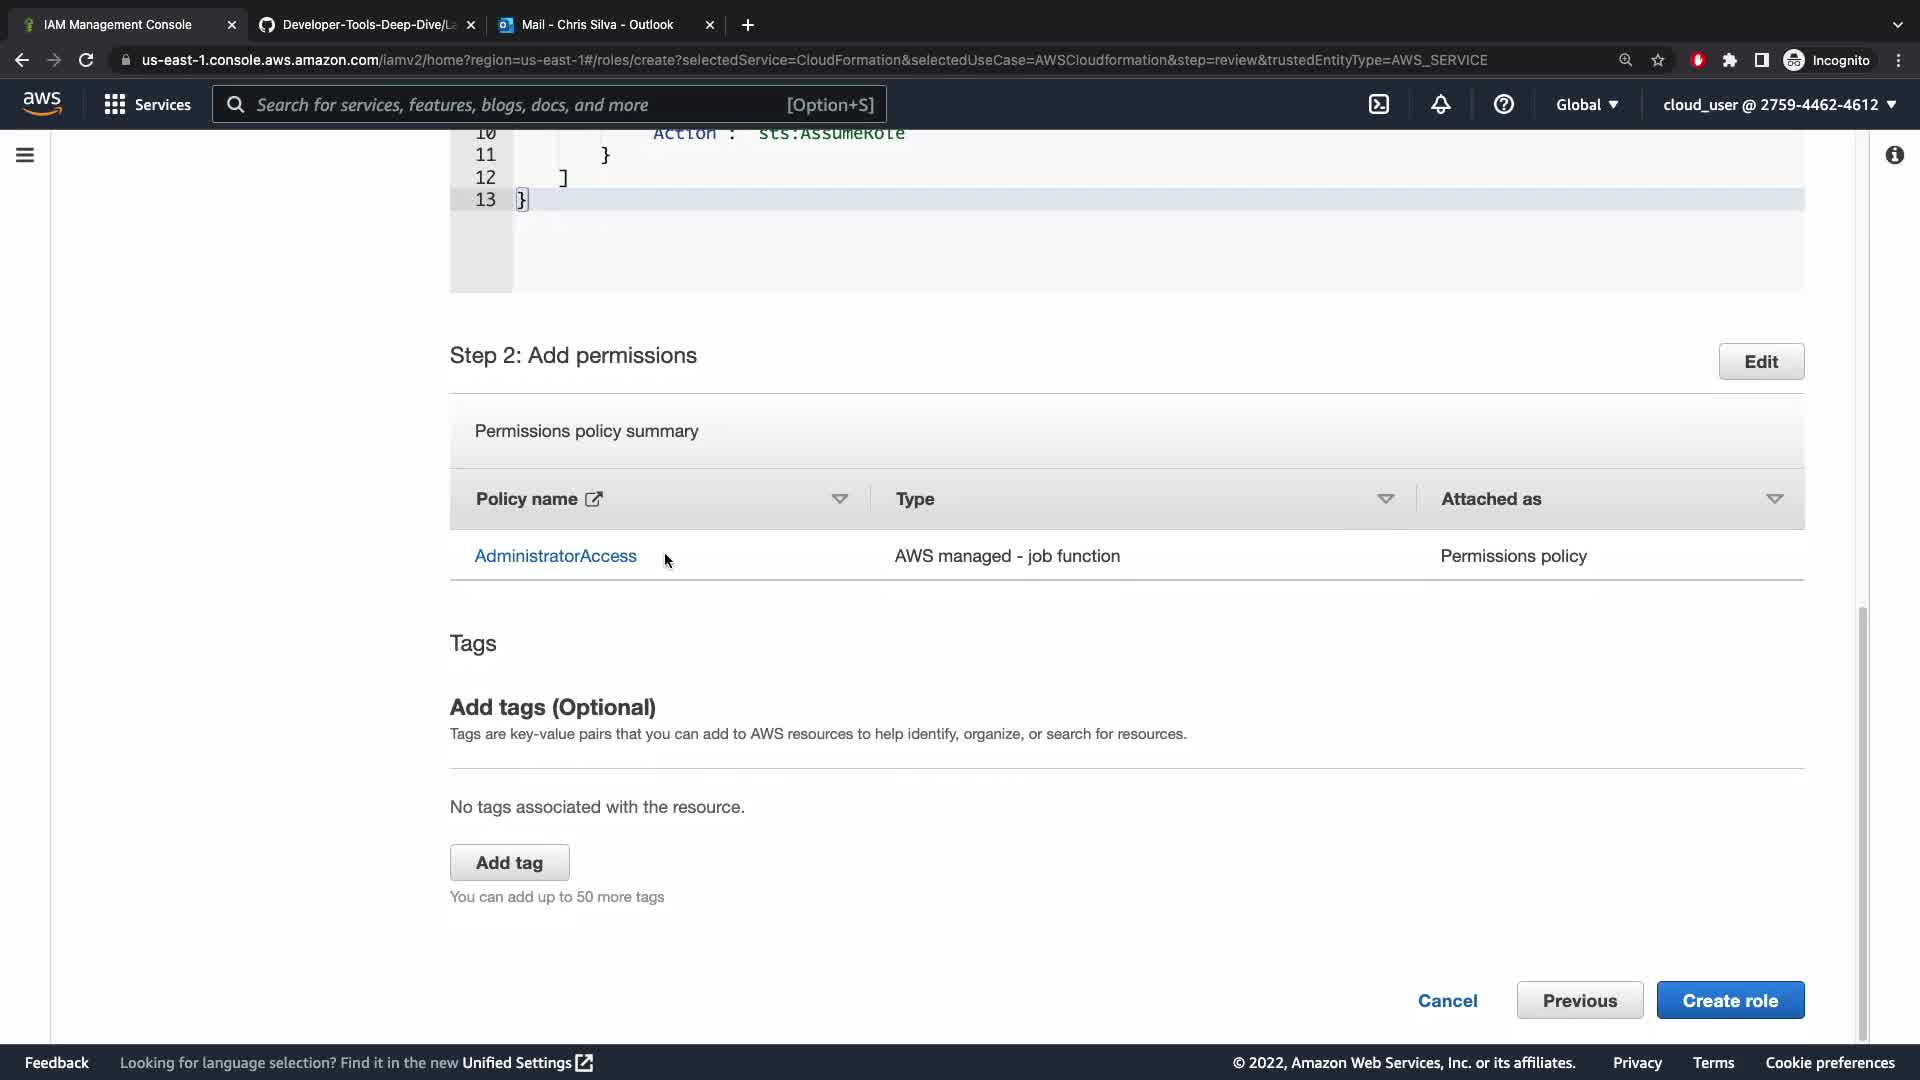 IAM Management Console
Developer-Tools-Deep-Dive/La
Mail - Chris Silva - Outlook
us-east-1.console.aws.amazon.com/iamv2/home?region=us-east-1#/roles/create?selectedService=CloudFormation&selectedUseCase=AWSCloudformation&step=review&trustedEntityType=AWS_SERVICE
Incognito
aws
Services
Search for services, features, blogs, docs, and more [Option+S]
Global
cloud_user @ 2759-4462-4612
10 Action : sts:AssumeRole
11 }
12 ]
13 }
Step 2: Add permissions
Edit
Permissions policy summary
Policy name Type Attached as
AdministratorAccess AWS managed - job function Permissions policy
Tags
Add tags (Optional)
Tags are key-value pairs that you can add to AWS resources to help identify, organize, or search for resources.
No tags associated with the resource.
Add tag
You can add up to 50 more tags
Cancel Previous Create role
Feedback Looking for language selection? Find it in the new Unified Settings © 2022, Amazon Web Services, Inc. or its affiliates. Privacy Terms Cookie preferences